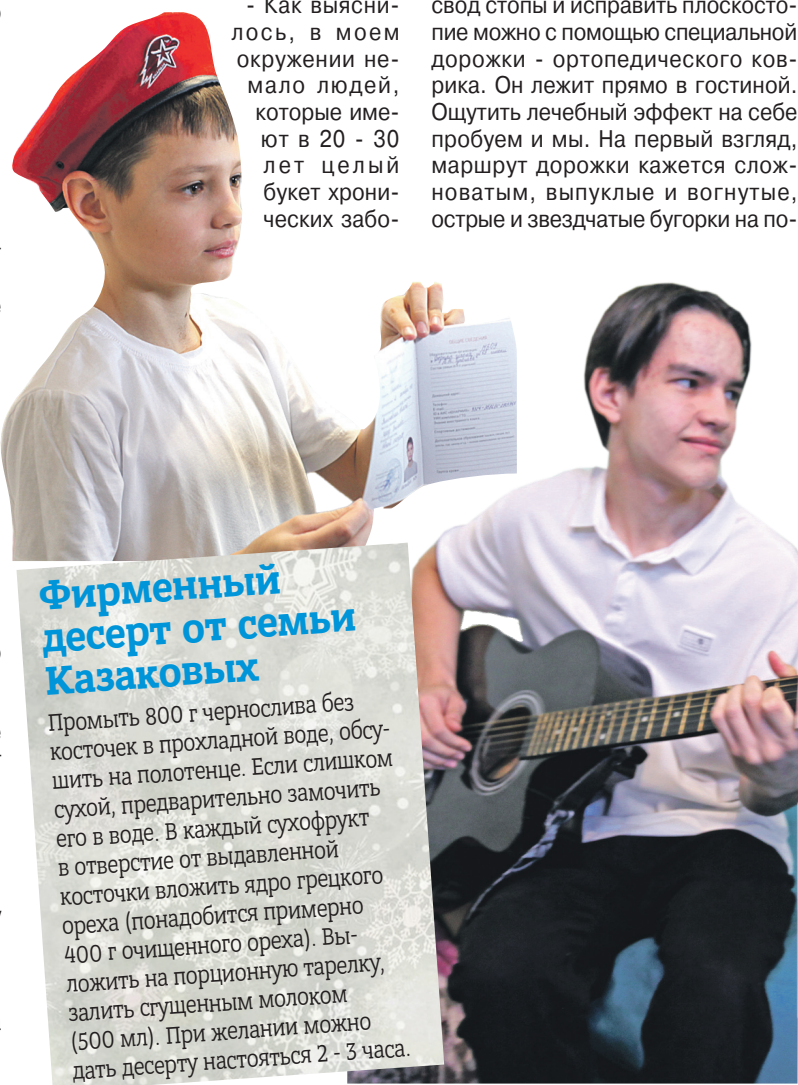 - Как выясни-
лось, в моем
окружении не-
мало людей,
которые име-
ют в 20 - 30
лет целый
букет хрони-
ческих забо-
свод стопы и исправить плоскосто-
пие можно с помощью специальной
дорожки - ортопедического ков-
рика. Он лежит прямо в гостиной.
Ощутить лечебный эффект на себе
пробуем и мы. На первый взгляд,
маршрут дорожки кажется слож-
новатым, выпуклые и вогнутые,
острые и звездчатые бугорки на по-
Фирменный
десерт от семьи
Казаковых
Промыть 800 г чернослива без
косточек в прохладной воде, обсу-
шить на полотенце. Если слишком
сухой, предварительно замочить
его в воде. В каждый сухофрукт
в отверстие от выдавленной
косточки вложить ядро грецкого
ореха (понадобится примерно
400 г очищенного ореха). Вы-
ложить на порционную тарелку,
залить сгущенным молоком
(500 мл). При желании можно
дать десерту настояться 2 - 3 часа.